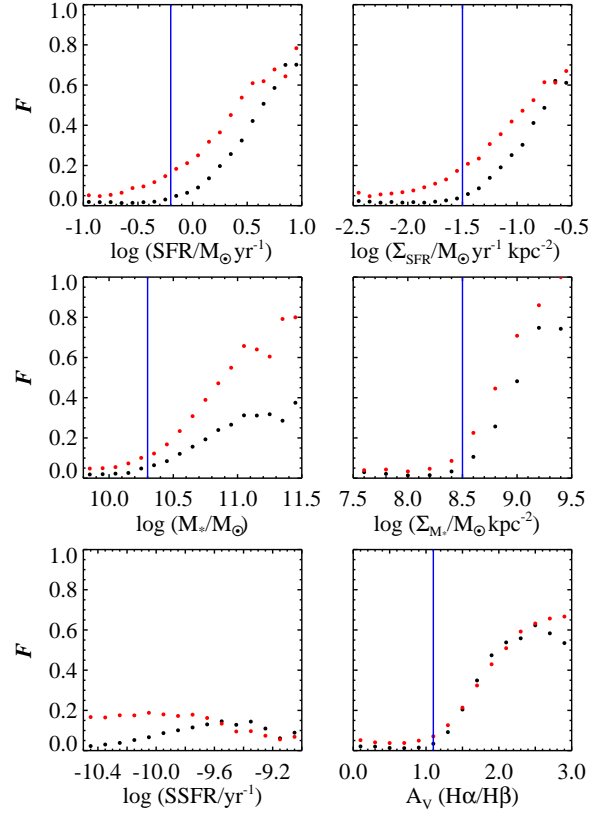 1.0
0.8
0.6
0.4
0.2
0.0
F
-1.0 -0.5 0.0 0.5 1.0
log (SFR/M⊙ yr⁻¹)
-2.5 -2.0 -1.5 -1.0 -0.5
log (Σ_SFR/M⊙ yr⁻¹ kpc⁻²)
1.0
0.8
0.6
0.4
0.2
0.0
F
10.0 10.5 11.0 11.5
log (M*/M⊙)
7.5 8.0 8.5 9.0 9.5
log (Σ_M*/M⊙ kpc⁻²)
1.0
0.8
0.6
0.4
0.2
0.0
F
-10.4 -10.0 -9.6 -9.2
log (SSFR/yr⁻¹)
0.0 1.0 2.0 3.0
A_V (Hα/Hβ)